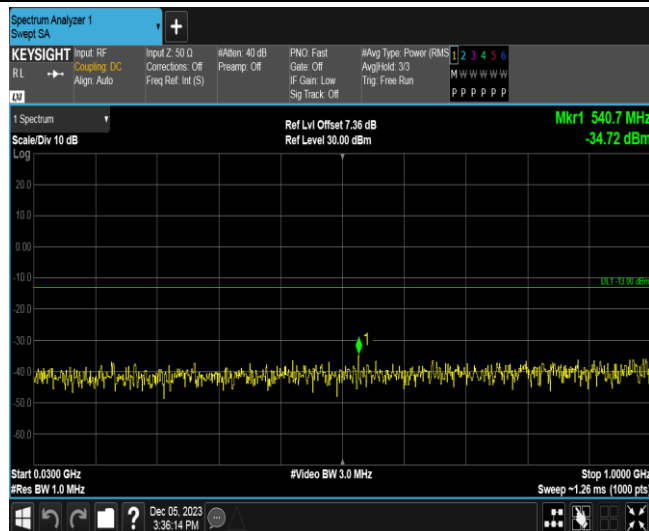 Spectrum Analyzer 1
Swept SA
+
KEYSIGHT
RL
LXI
Input: RF
Coupling: DC
Align: Auto
Input Z: 50 Ω
Corrections: Off
Freq Ref: Int (S)
#Atten: 40 dB
Preamp: Off
PNO: Fast
Gate: Off
IF Gain: Low
Sig Track: Off
#Avg Type: Power (RMS
Avg|Hold: 3/3
Trig: Free Run
1 2 3 4 5 6
M W W W W W
P P P P P P
1 Spectrum
Scale/Div 10 dB
Ref Lvl Offset 7.36 dB
Ref Level 30.00 dBm
Mkr1 540.7 MHz
-34.72 dBm
Log
20.0
10.0
0.00
-10.0
DL1 -13.00 dBm
-20.0
-30.0
1
-40.0
-50.0
-60.0
Start 0.0300 GHz
#Video BW 3.0 MHz
Stop 1.0000 GHz
#Res BW 1.0 MHz
Sweep ~1.26 ms (1000 pts)
?
Dec 05, 2023
3:36:14 PM